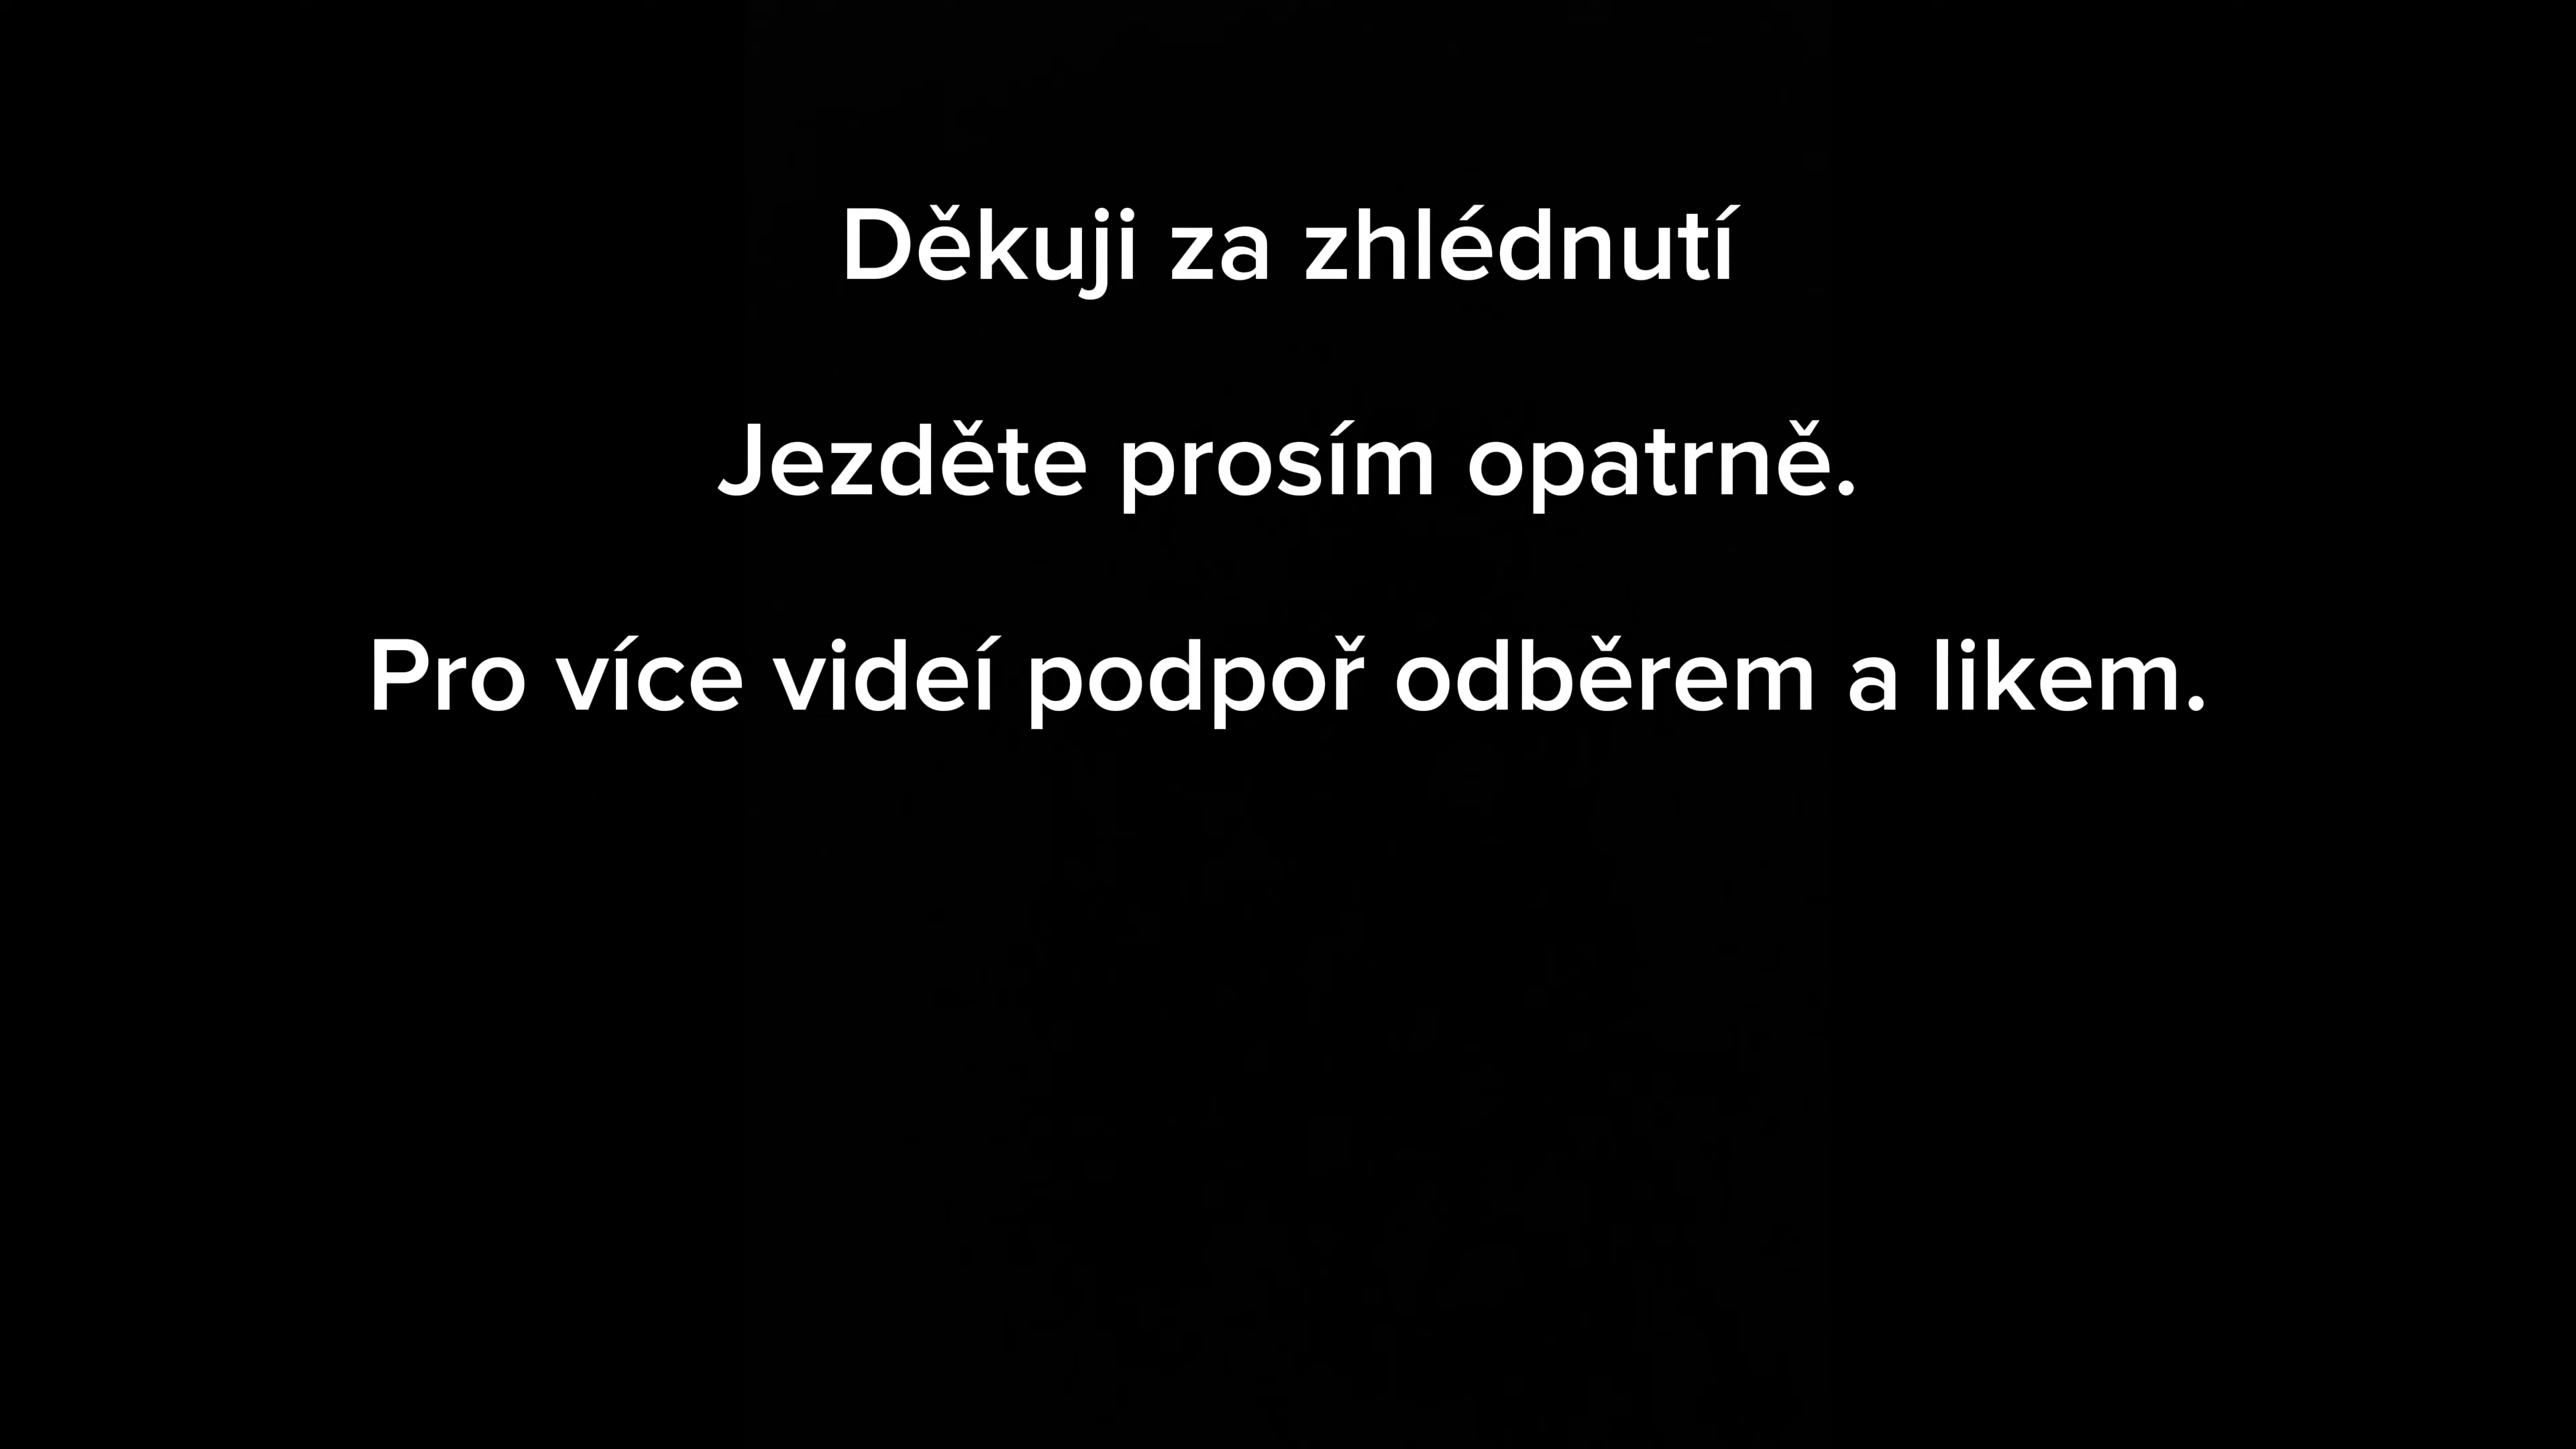 Děkuji za zhlédnutí
Jezděte prosím opatrně.
Pro více videí podpoř odběrem a likem.